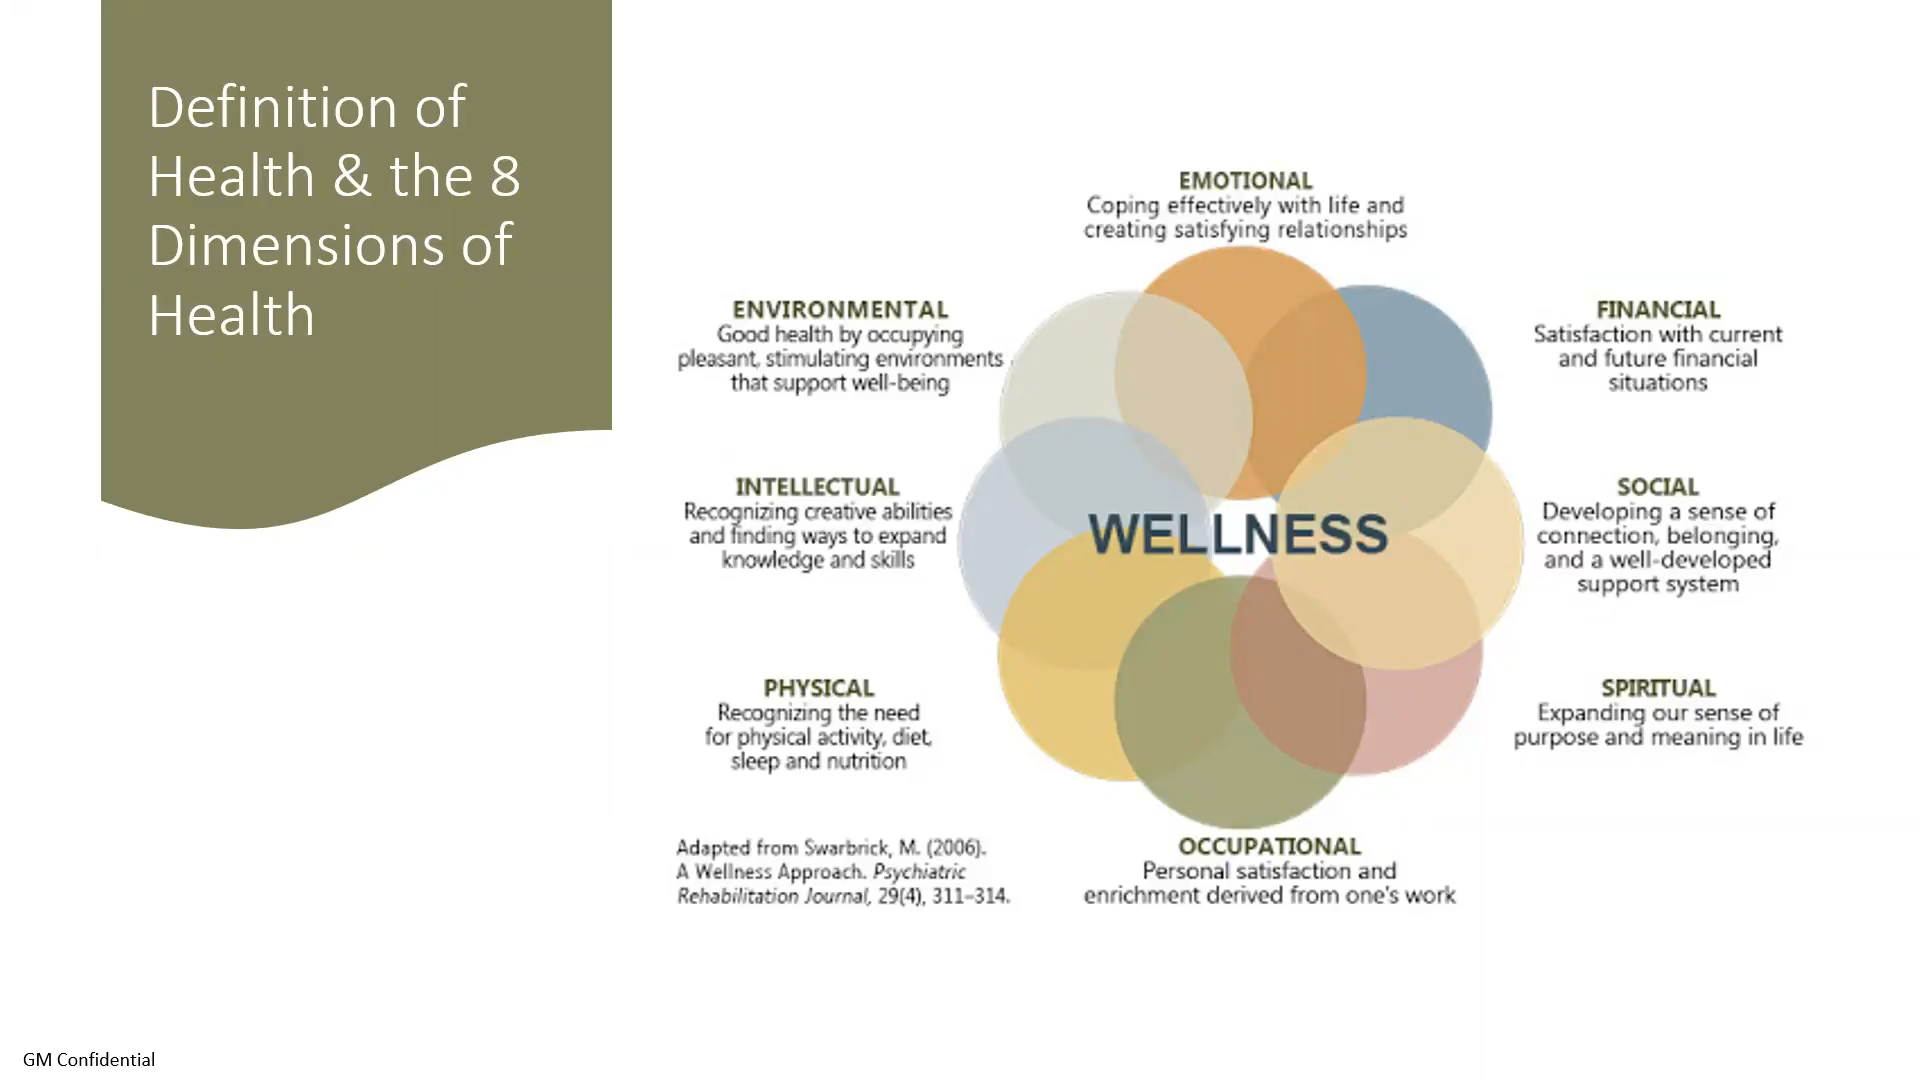 Definition of
Health & the 8
Dimensions of
Health
EMOTIONAL
Coping effectively with life and
creating satisfying relationships
ENVIRONMENTAL
Good health by occupying
pleasant, stimulating environments
that support well-being
FINANCIAL
Satisfaction with current
and future financial
situations
INTELLECTUAL
Recognizing creative abilities
and finding ways to expand
knowledge and skills
WELLNESS
SOCIAL
Developing a sense of
connection, belonging,
and a well-developed
support system
PHYSICAL
Recognizing the need
for physical activity, diet,
sleep and nutrition
SPIRITUAL
Expanding our sense of
purpose and meaning in life
OCCUPATIONAL
Personal satisfaction and
enrichment derived from one's work
Adapted from Swarbrick, M. (2006).
A Wellness Approach. Psychiatric
Rehabilitation Journal, 29(4), 311–314.
GM Confidential